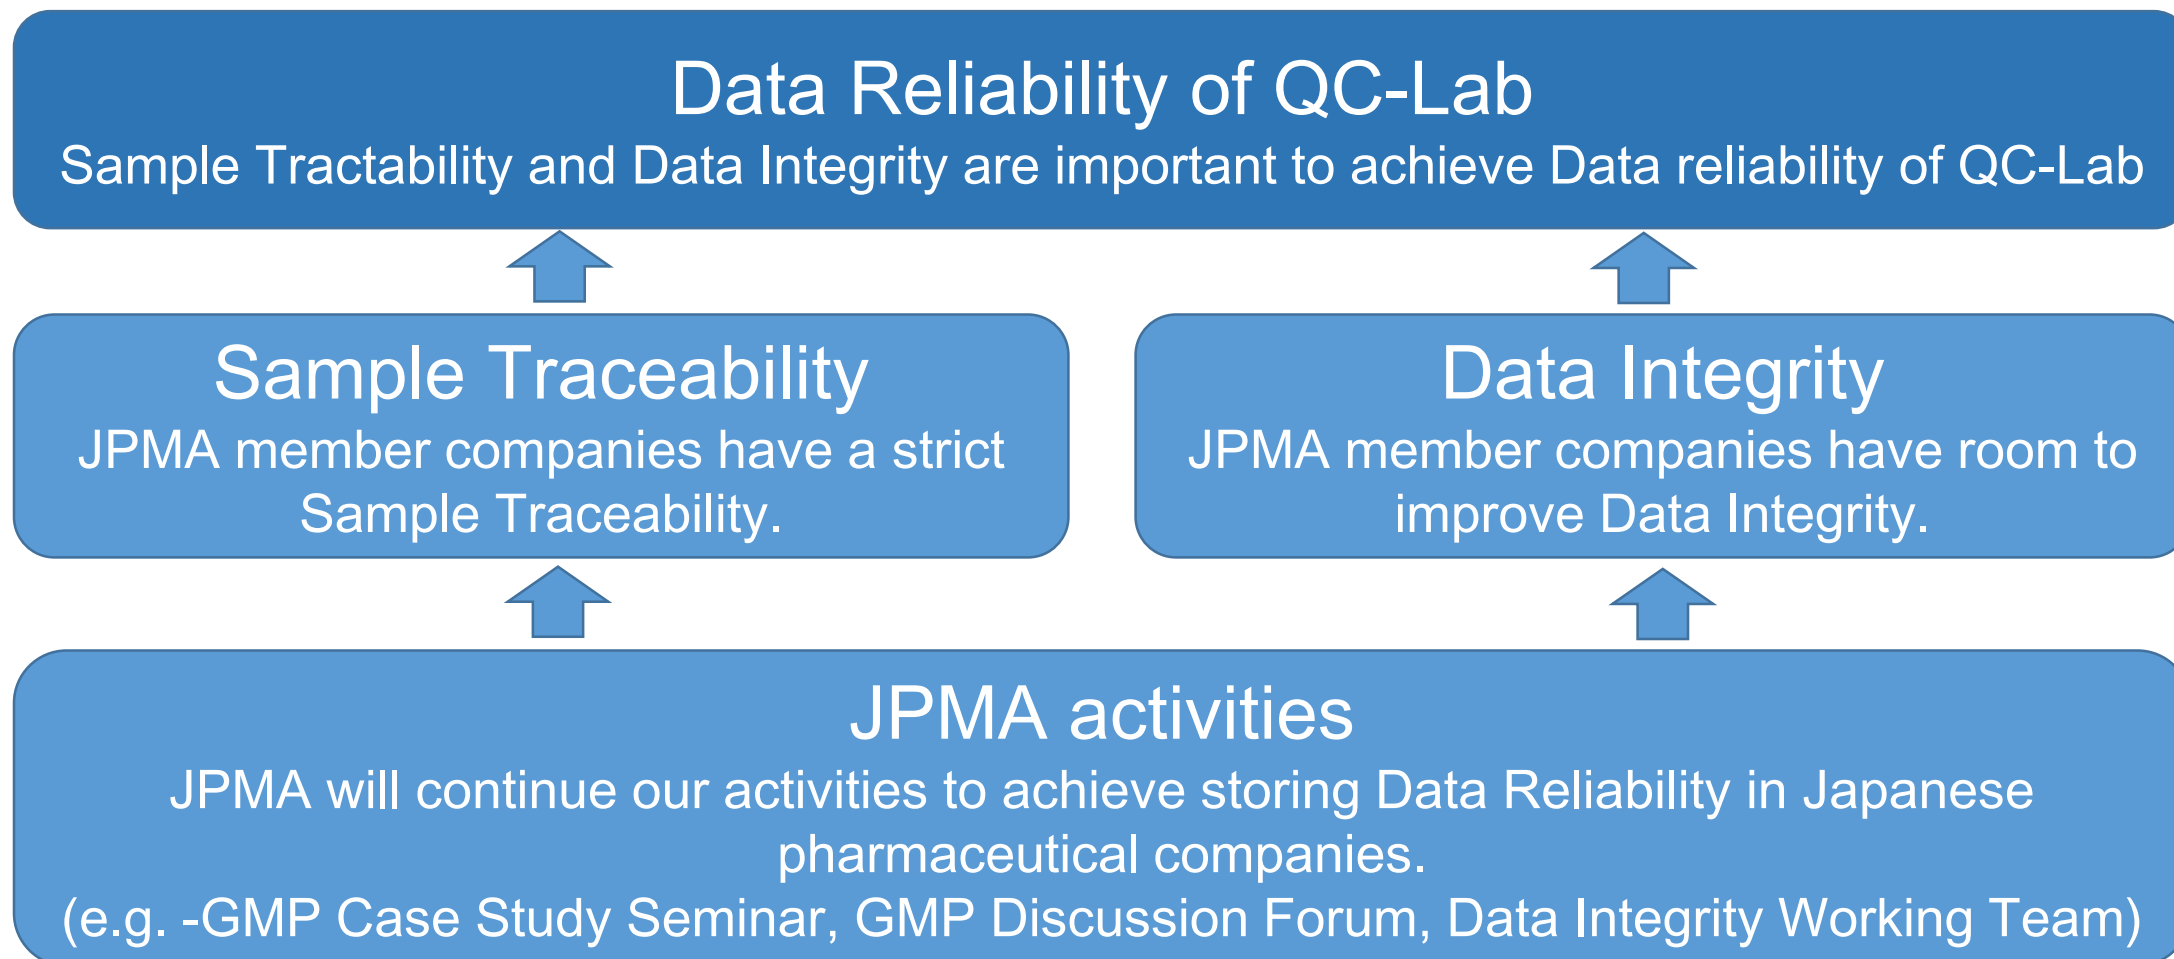 Data Reliability of QC-Lab
Sample Tractability and Data Integrity are important to achieve Data reliability of QC-Lab
Sample Traceability
JPMA member companies have a strict
Sample Traceability.
Data Integrity
JPMA member companies have room to
improve Data Integrity.
JPMA activities
JPMA will continue our activities to achieve storing Data Reliability in Japanese
pharmaceutical companies.
(e.g. -GMP Case Study Seminar, GMP Discussion Forum, Data Integrity Working Team)